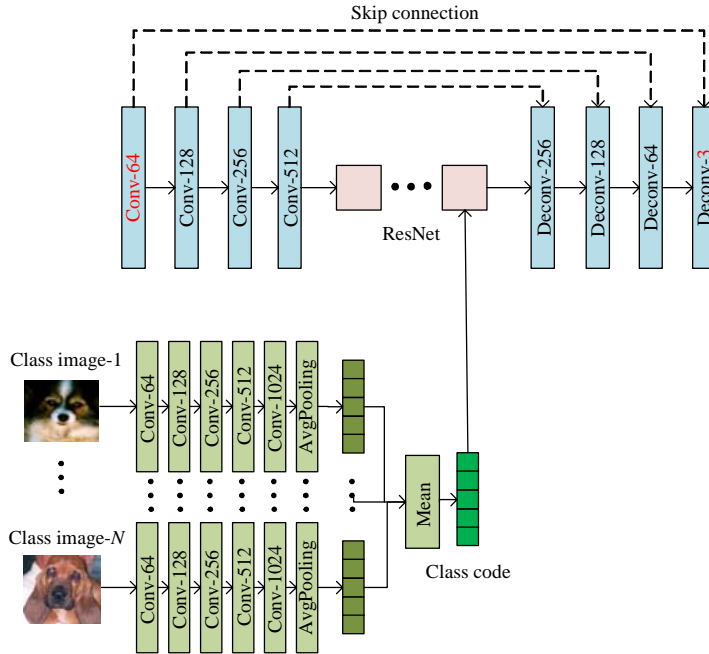 Skip connection
Conv-64
Conv-128
Conv-256
Conv-512
ResNet
Deconv-256
Deconv-128
Deconv-64
Deconv-3
Class image-1
Conv-64
Conv-128
Conv-256
Conv-512
Conv-1024
AvgPooling
Mean
Class code
Class image-N
Conv-64
Conv-128
Conv-256
Conv-512
Conv-1024
AvgPooling